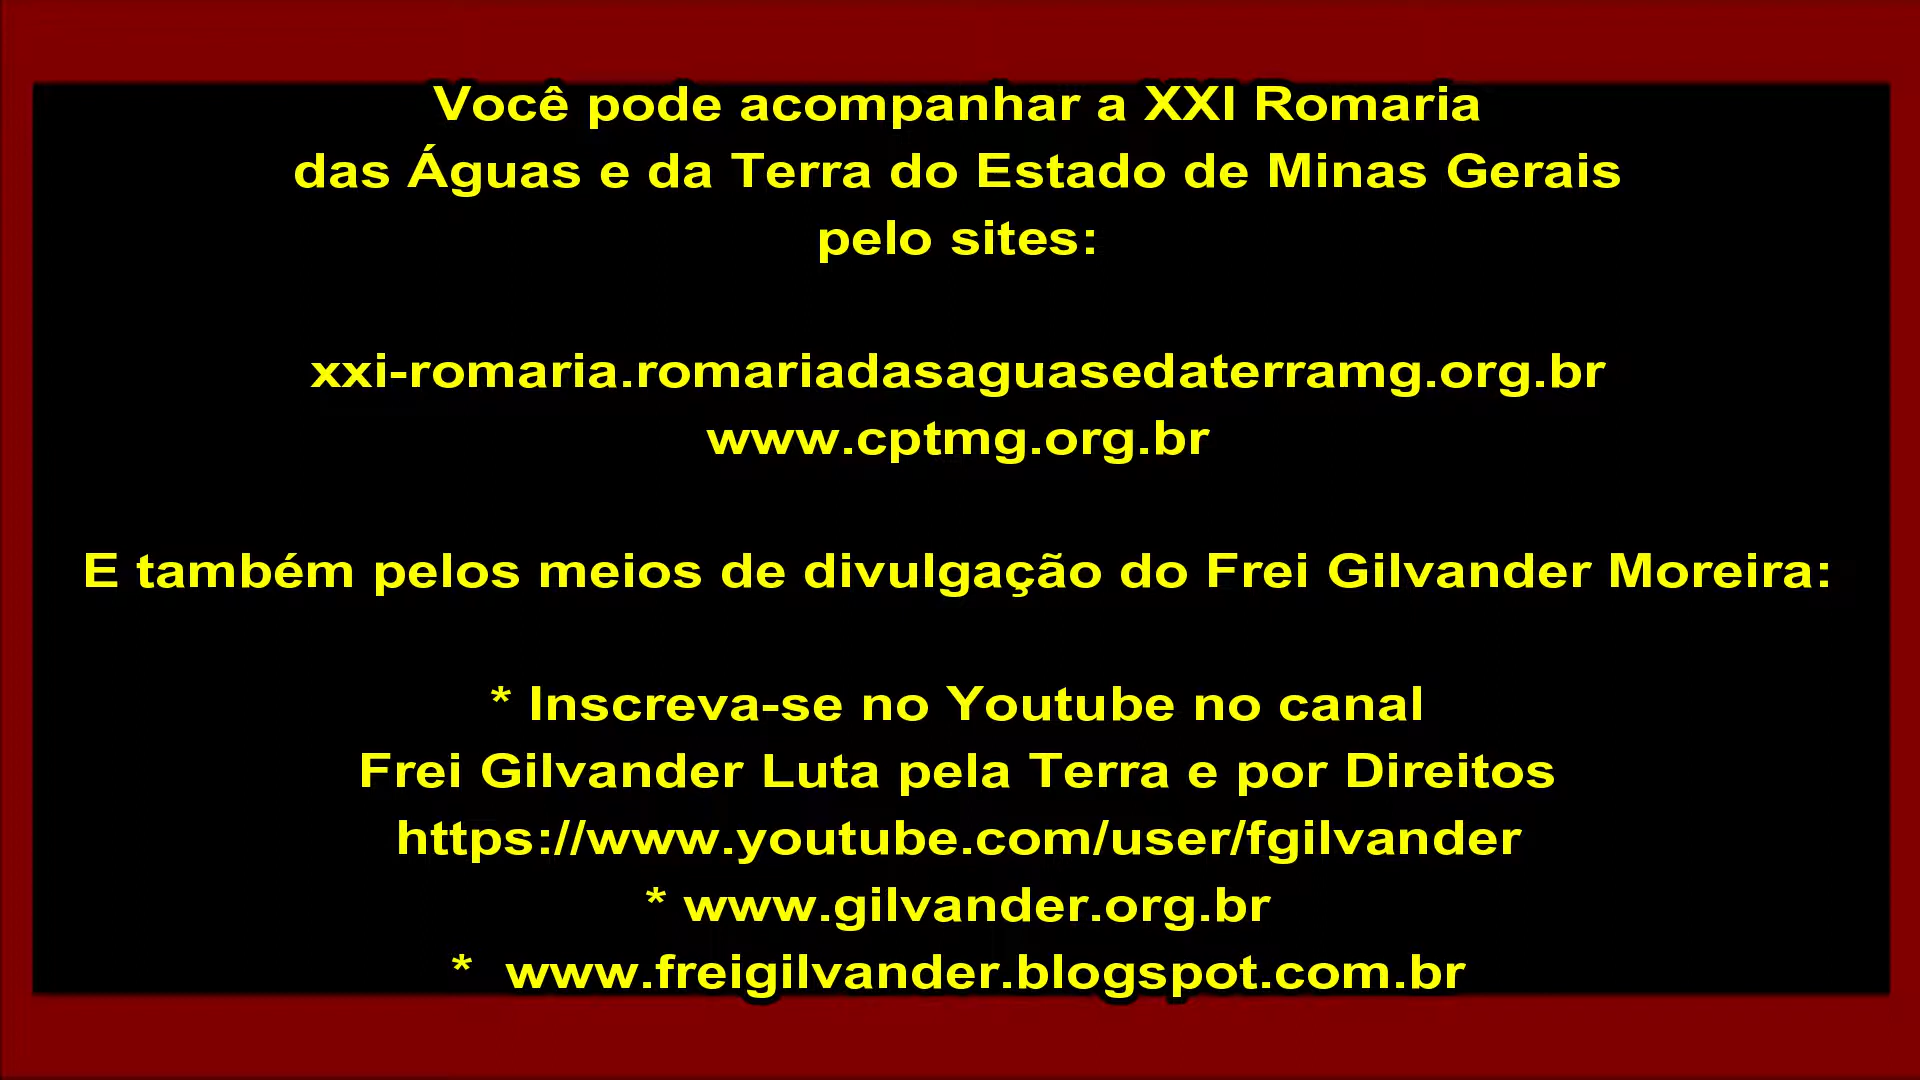 Você pode acompanhar a XXI Romaria
das Águas e da Terra do Estado de Minas Gerais
pelo sites:
xxi-romaria.romariadasaguasedaterramg.org.br
www.cptmg.org.br
E também pelos meios de divulgação do Frei Gilvander Moreira:
* Inscreva-se no Youtube no canal
Frei Gilvander Luta pela Terra e por Direitos
https://www.youtube.com/user/fgilvander
* www.gilvander.org.br
* www.freigilvander.blogspot.com.br